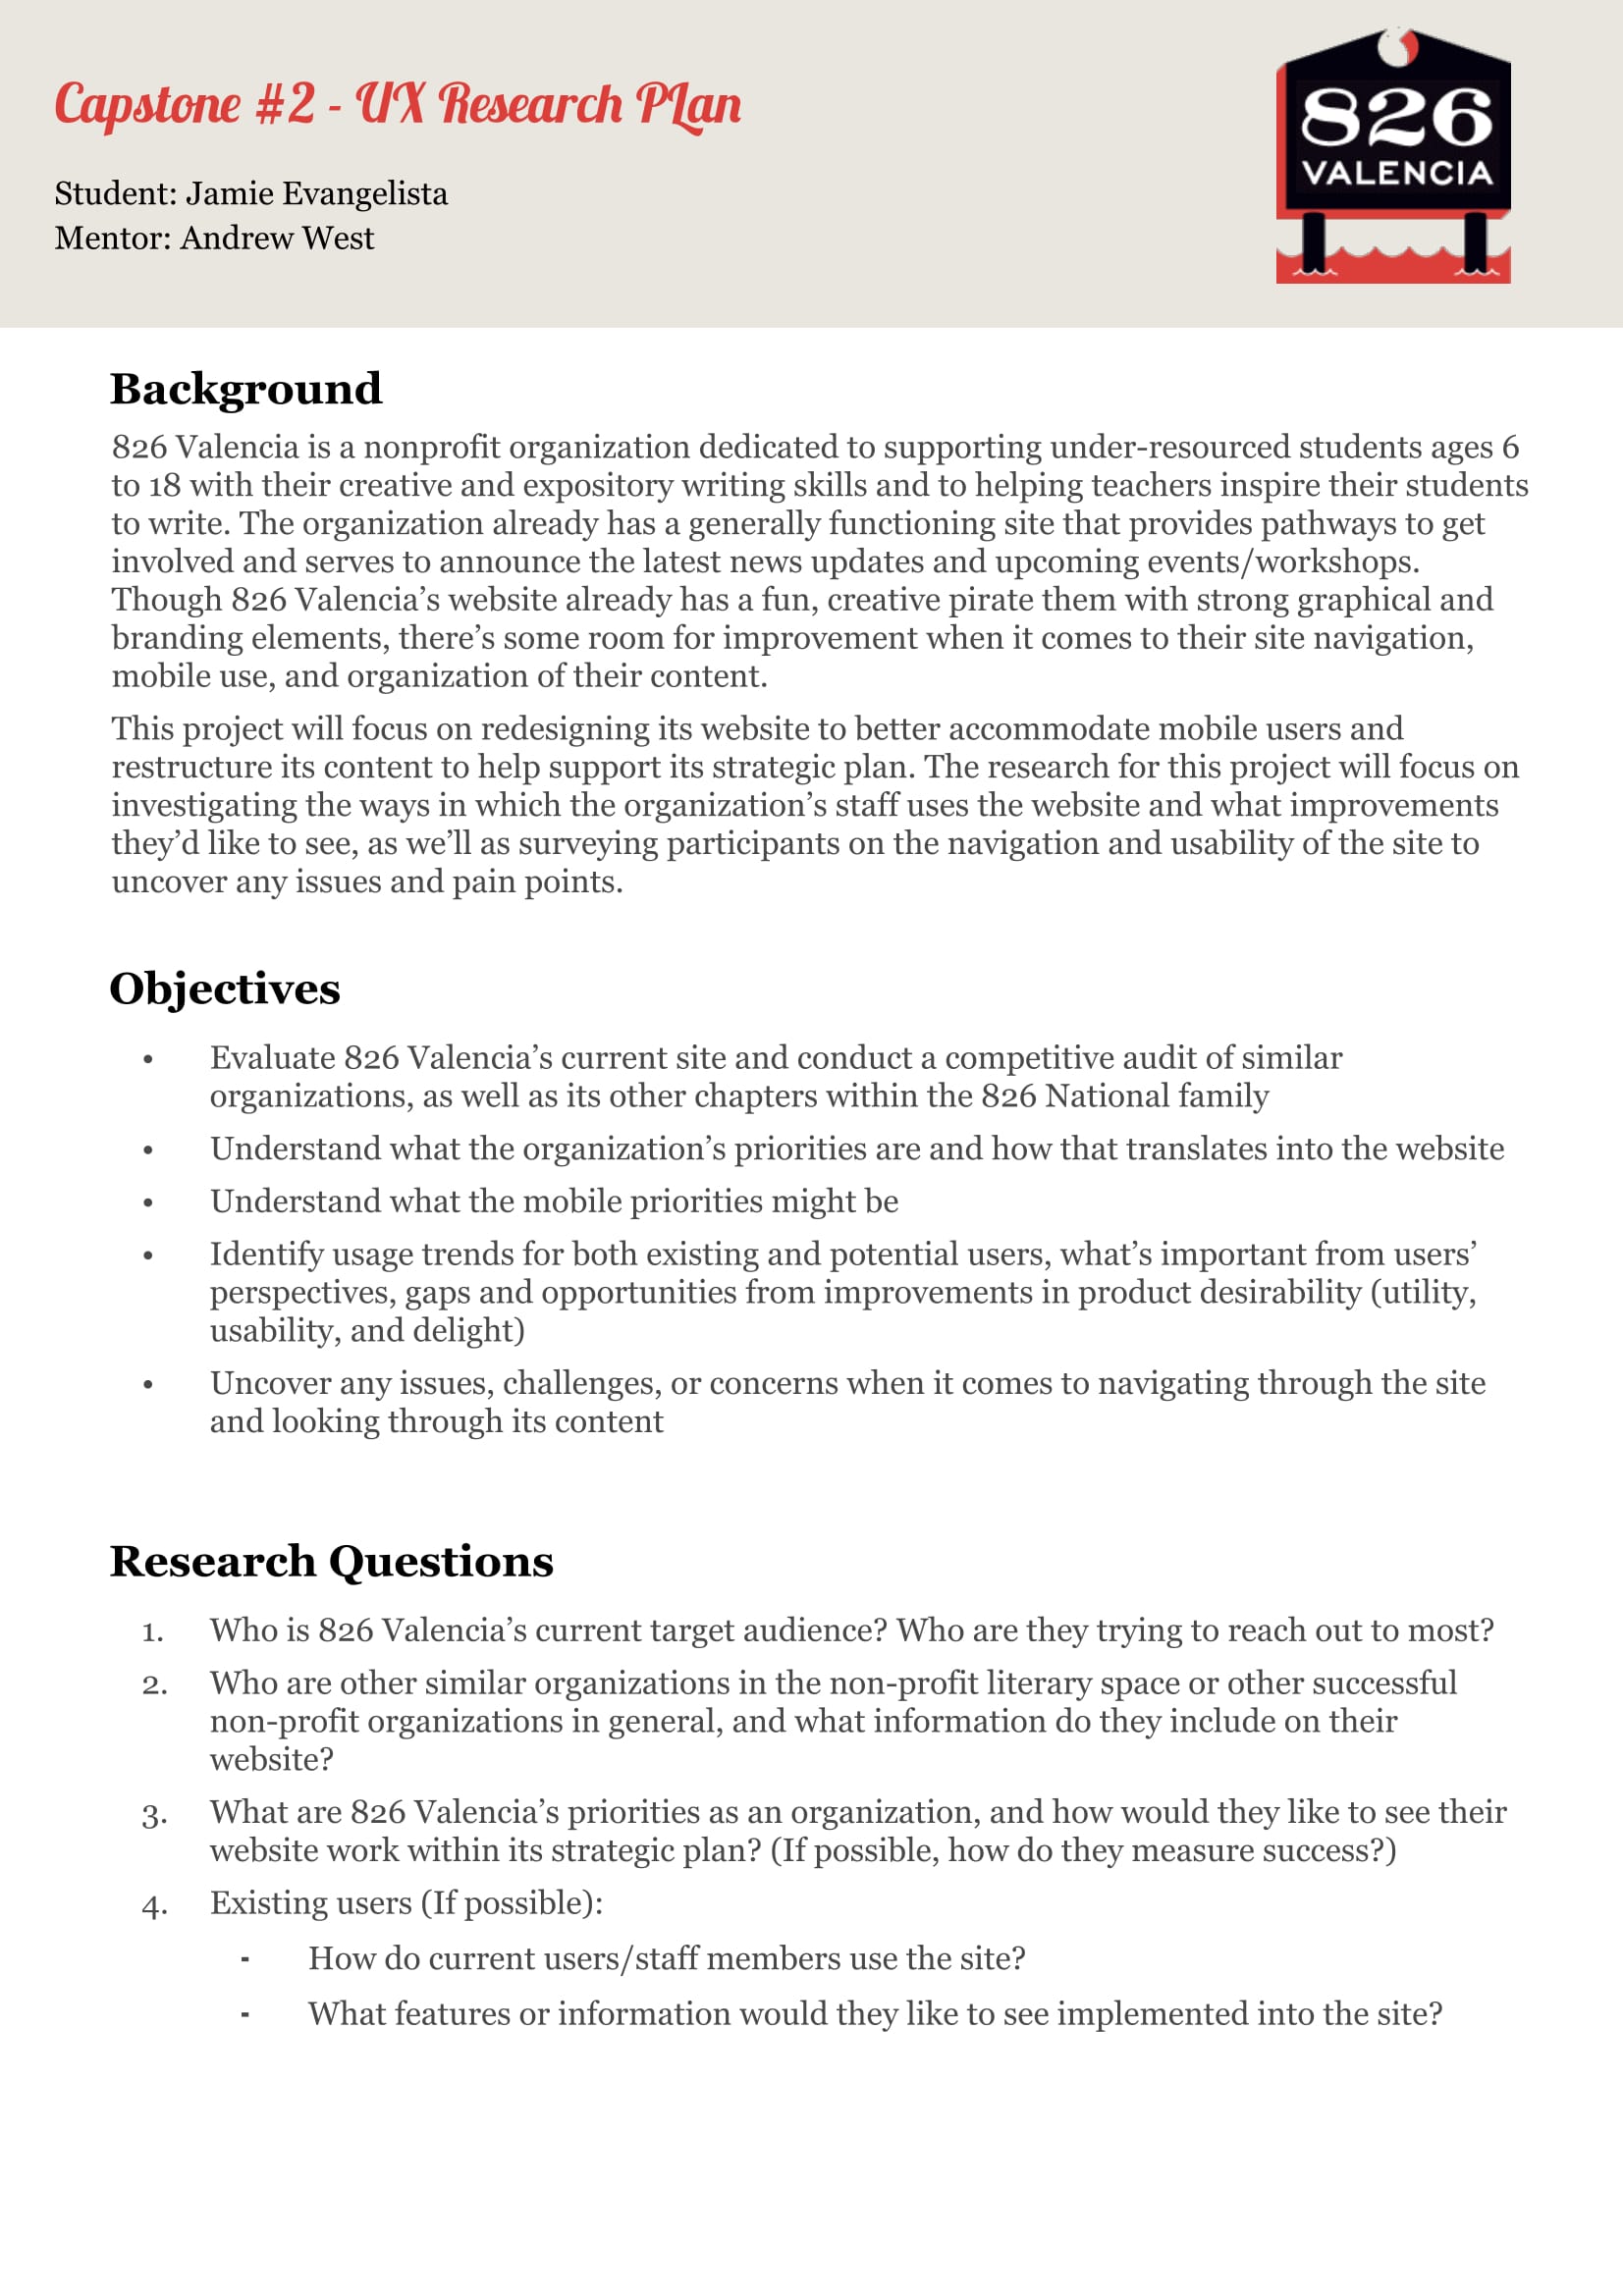 Capstone #2 - UX Research PLan
Student: Jamie Evangelista
Mentor: Andrew West
826
VALENCIA
Background
826 Valencia is a nonprofit organization dedicated to supporting under-resourced students ages 6
to 18 with their creative and expository writing skills and to helping teachers inspire their students
to write. The organization already has a generally functioning site that provides pathways to get
involved and serves to announce the latest news updates and upcoming events/workshops.
Though 826 Valencia’s website already has a fun, creative pirate them with strong graphical and
branding elements, there’s some room for improvement when it comes to their site navigation,
mobile use, and organization of their content.
This project will focus on redesigning its website to better accommodate mobile users and
restructure its content to help support its strategic plan. The research for this project will focus on
investigating the ways in which the organization’s staff uses the website and what improvements
they’d like to see, as we’ll as surveying participants on the navigation and usability of the site to
uncover any issues and pain points.
Objectives
• Evaluate 826 Valencia’s current site and conduct a competitive audit of similar
organizations, as well as its other chapters within the 826 National family
• Understand what the organization’s priorities are and how that translates into the website
• Understand what the mobile priorities might be
• Identify usage trends for both existing and potential users, what’s important from users’
perspectives, gaps and opportunities from improvements in product desirability (utility,
usability, and delight)
• Uncover any issues, challenges, or concerns when it comes to navigating through the site
and looking through its content
Research Questions
1. Who is 826 Valencia’s current target audience? Who are they trying to reach out to most?
2. Who are other similar organizations in the non-profit literary space or other successful
non-profit organizations in general, and what information do they include on their
website?
3. What are 826 Valencia’s priorities as an organization, and how would they like to see their
website work within its strategic plan? (If possible, how do they measure success?)
4. Existing users (If possible):
- How do current users/staff members use the site?
- What features or information would they like to see implemented into the site?